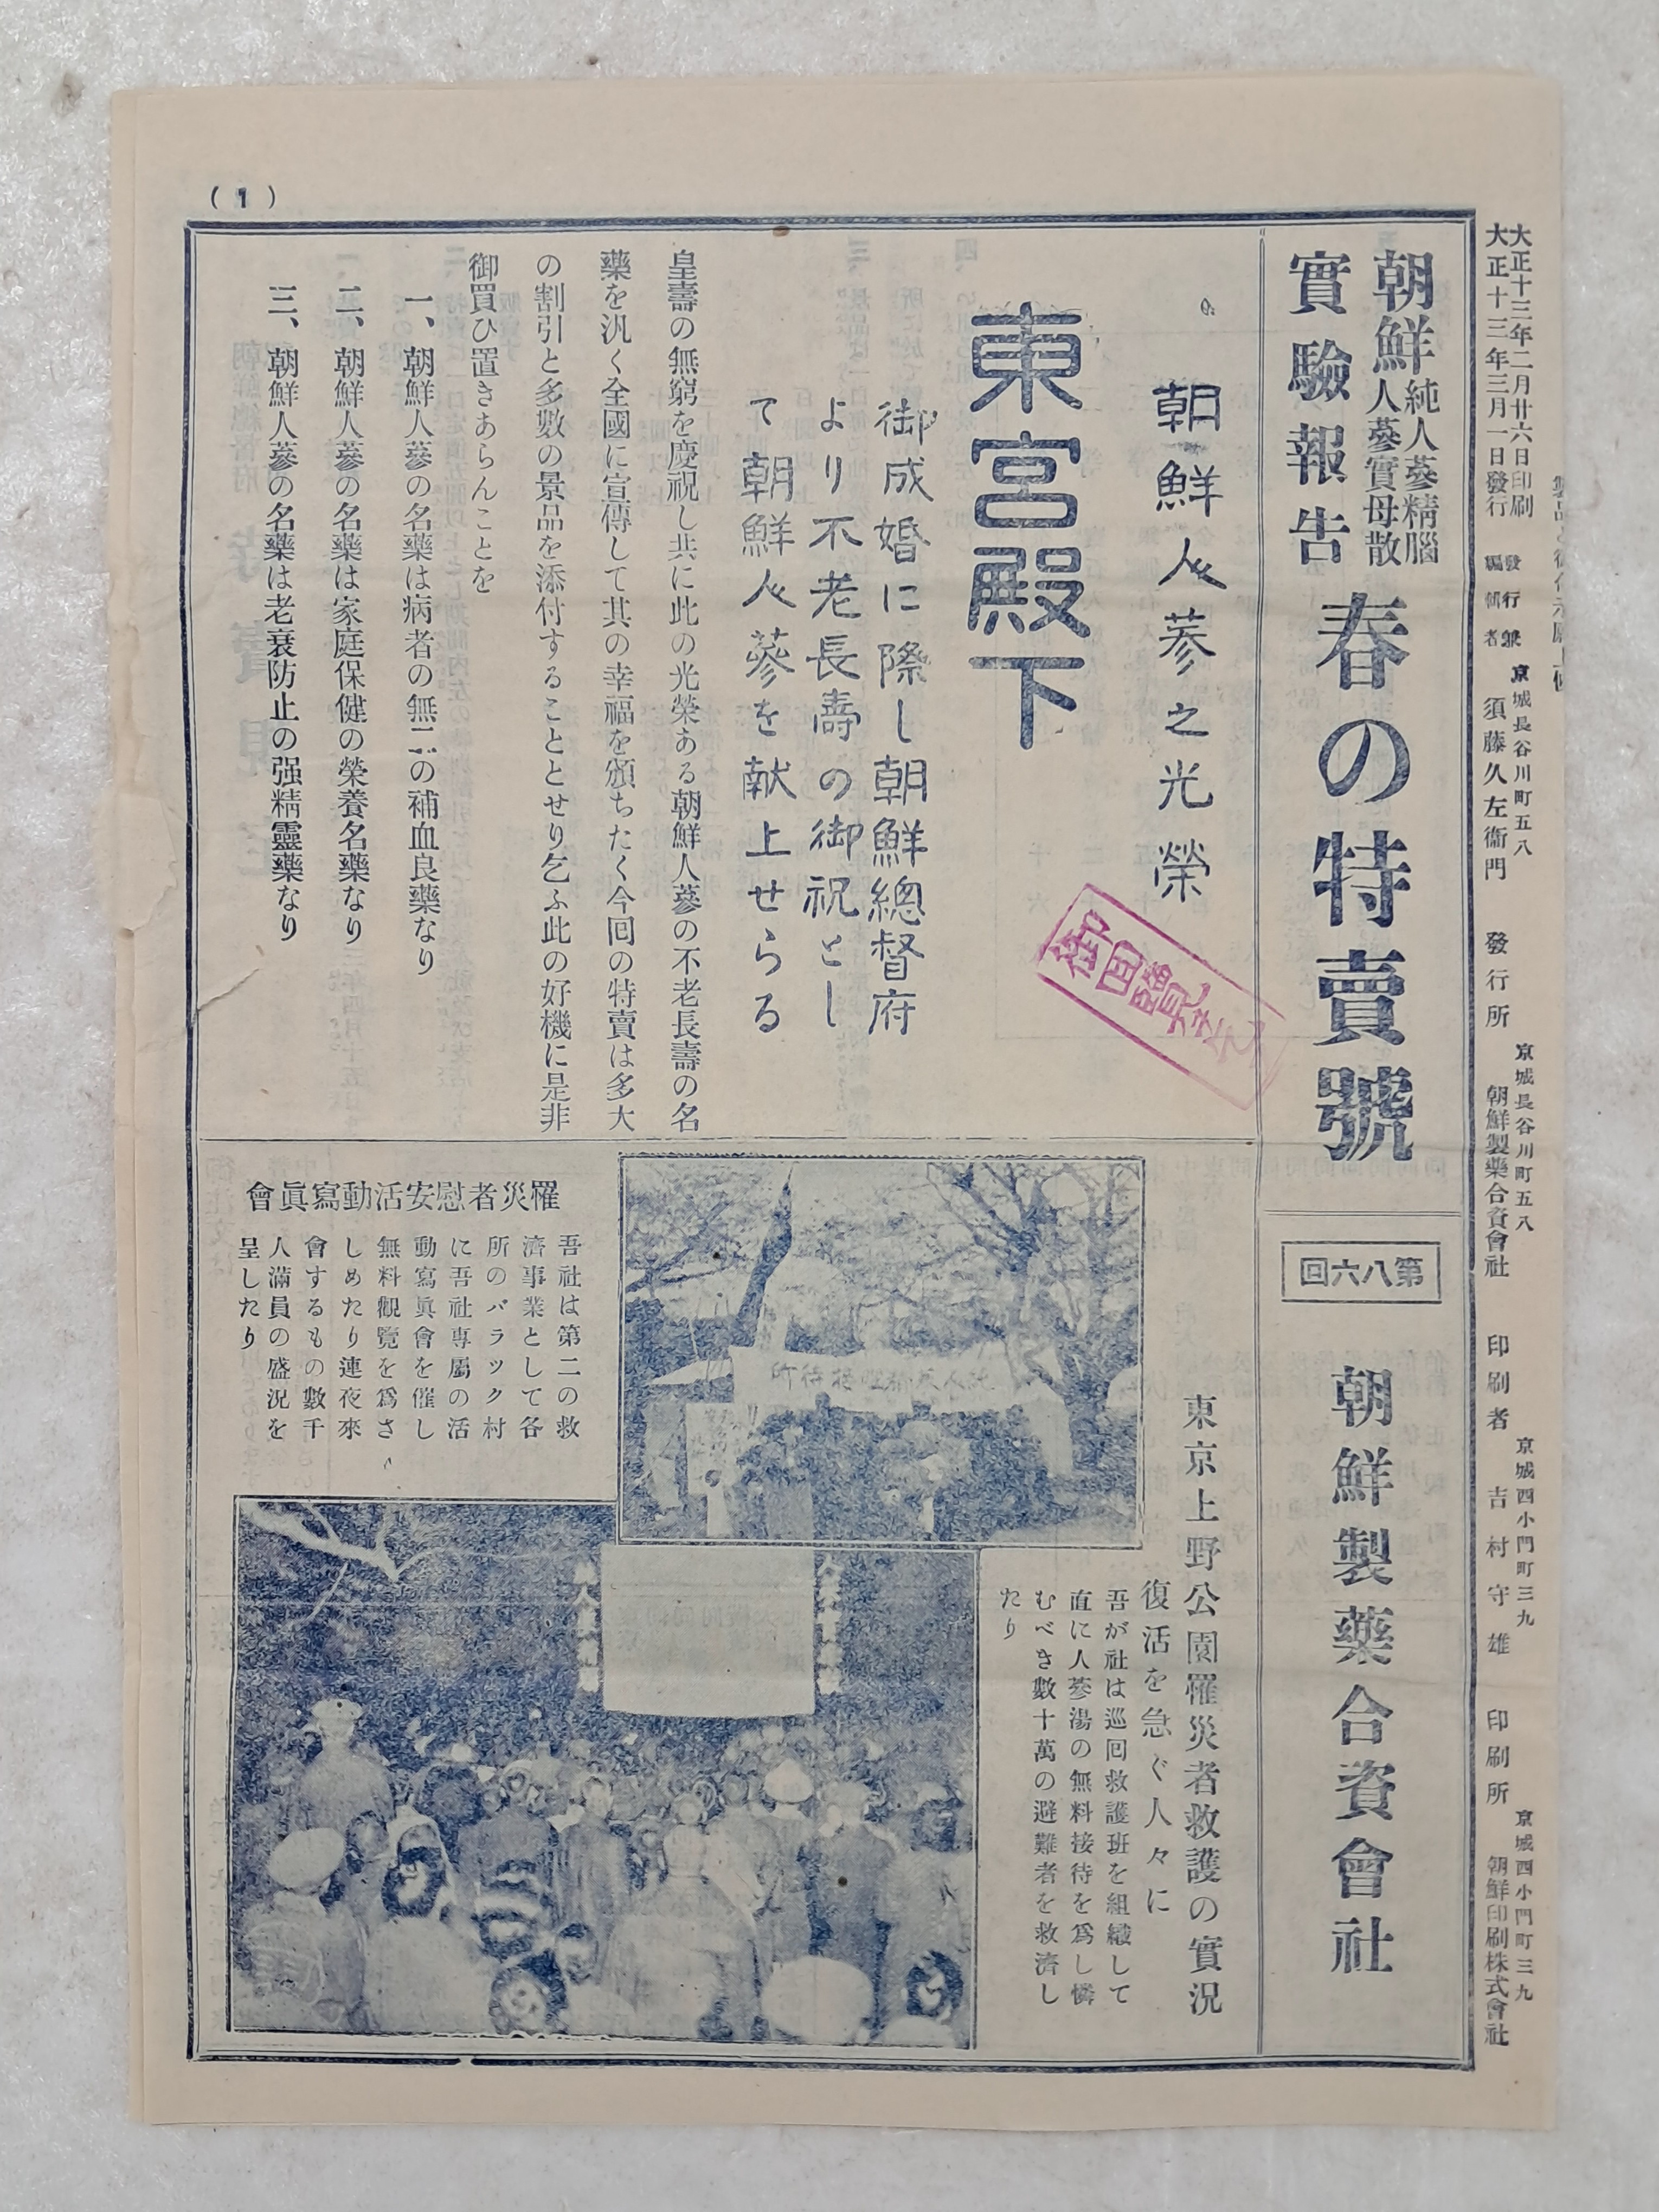 (1)
大正十三年二月廿六日印刷
大正十三年三月一日發行
發行兼
編輯者
京城長谷川町五八
須藤久左衞門
發行所
京城長谷川町五八
朝鮮製藥合資會社
印刷者
京城西小門町三九
吉村守雄
印刷所
京城西小門町三九
朝鮮印刷株式會社
朝鮮
純人蔘精腦
人蔘實母散
實驗報告
春の特賣號
第八六回
朝鮮製藥合資會社
朝鮮人蔘之光榮
東宮殿下
御成婚に際し朝鮮總督府
より不老長壽の御祝とし
て朝鮮人蔘を献上せらる
皇壽の無窮を慶祝し共に此の光榮ある朝鮮人蔘の不老長壽の名
藥を汎く全國に宣傳して其の幸福を頒ちたく今回の特賣は多大
の割引と多數の景品を添付することとせり乞ふ此の好機に是非
御買ひ置きあらんことを
一、朝鮮人蔘の名藥は病者の無二の補血良藥なり
二、朝鮮人蔘の名藥は家庭保健の榮養名藥なり
三、朝鮮人蔘の名藥は老衰防止の强精靈藥なり
御回覽を乞
東京上野公園罹災者救護の實況
復活を急ぐ人々に
吾が社は巡回救護班を組織して
直に人蔘湯の無料接待を爲し憐
むべき數十萬の避難者を救濟し
たり
罹災者慰安活動寫眞會
吾社は第二の救
濟事業として各
所のバラック村
に吾社專屬の活
動寫眞會を催し
無料觀覽を爲さ
しめたり連夜來
會するもの數千
人滿員の盛況を
呈したり